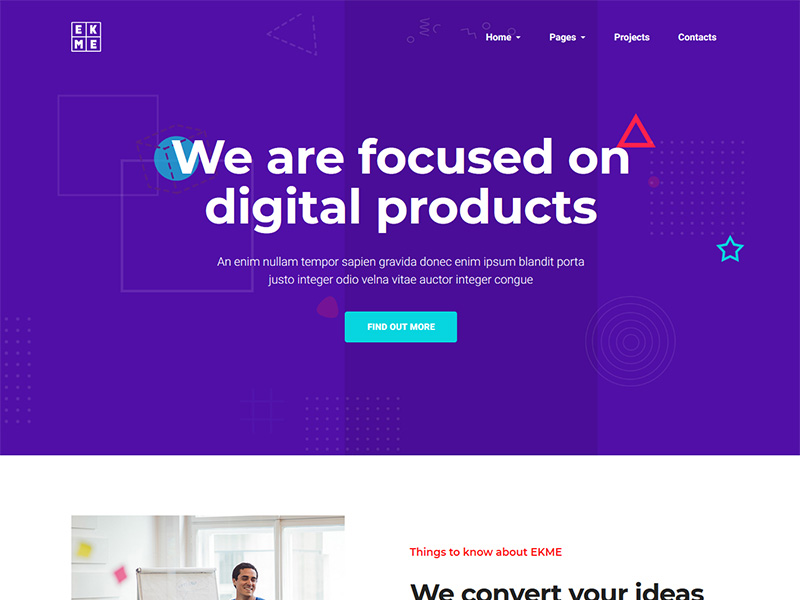 EK
ME
Home
Pages
Projects
Contacts
We are focused on
digital products
An enim nullam tempor sapien gravida donec enim ipsum blandit porta
justo integer odio velna vitae auctor integer congue
FIND OUT MORE
Things to know about EKME
We convert your ideas